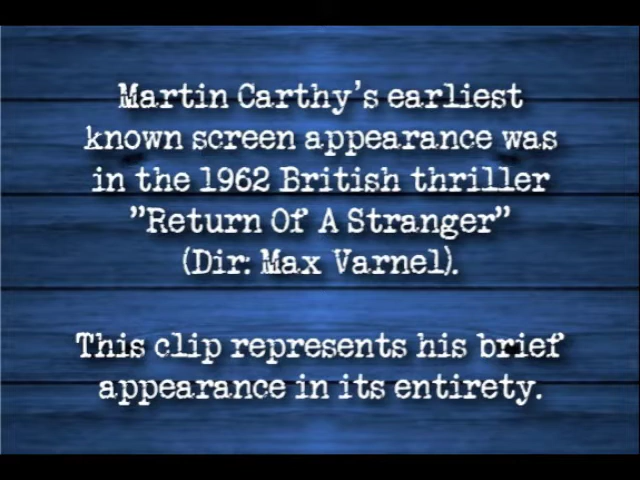 Martin Carthy's earliest
known screen appearance was
in the 1962 British thriller
"Return Of A Stranger"
(Dir: Max Varnel).
This clip represents his brief
appearance in its entirety.